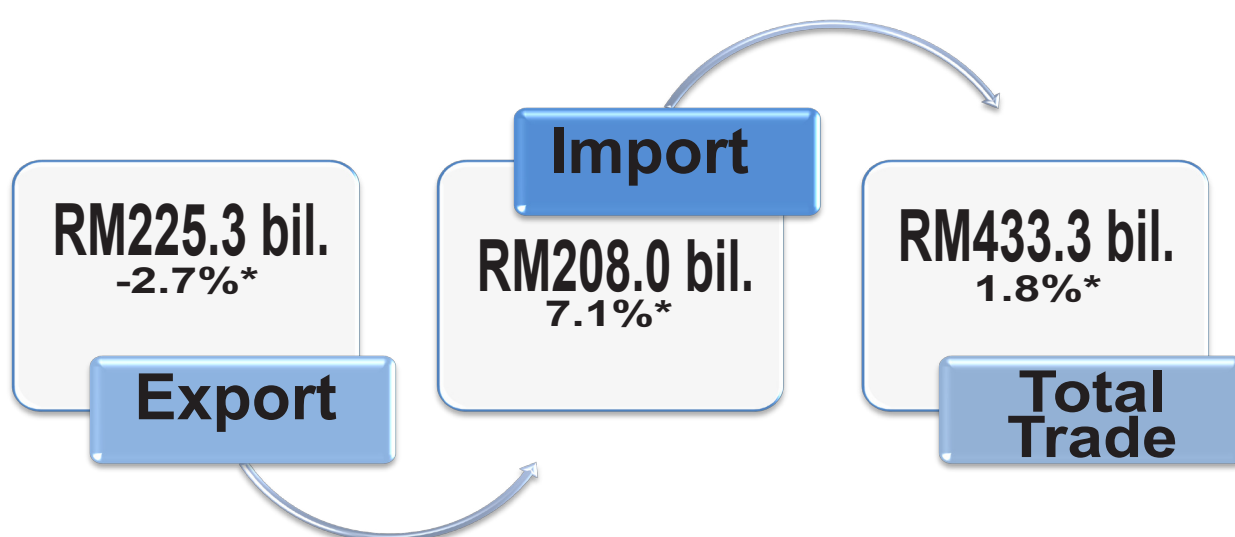 RM225.3 bil.
-2.7%*
Export
Import
RM208.0 bil.
7.1%*
RM433.3 bil.
1.8%*
Total
Trade